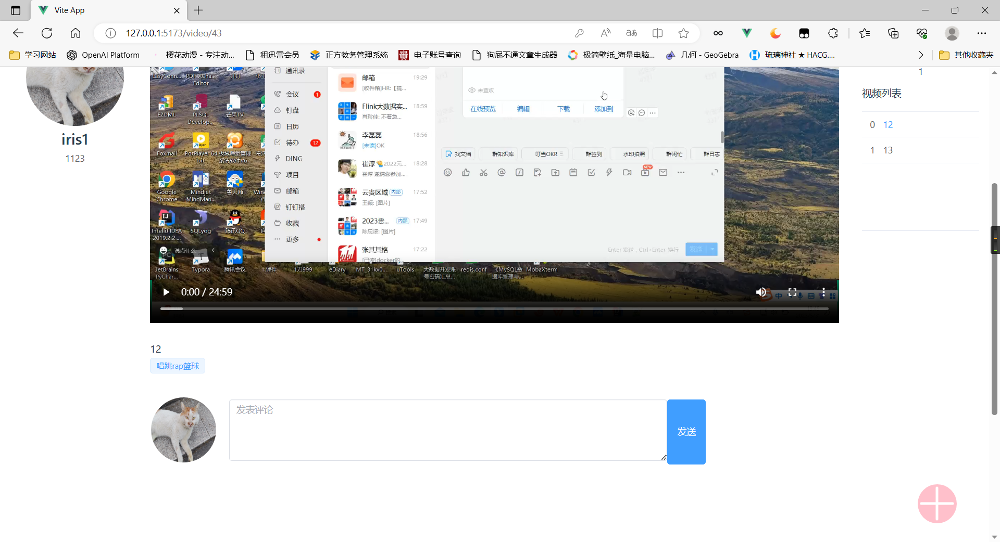 Vite App
127.0.0.1:5173/video/43
学习网站
OpenAI Platform
樱花动漫 - 专注动...
租迅雷会员
正方教务管理系统
电子账号查询
狗屁不通文章生成器
极简壁纸_海量电脑...
几何 - GeoGebra
琉璃神社 ★ HACG....
其他收藏夹
iris1
1123
EasyConn...
PDF-XCha...
Editor
钉钉
EZDML
PLSQL
Develop...
芒果TV
Foxmail
PotPlayer 64
bit
极域课堂管理
系统软件V6...
Google
Chrome
Mindjet
MindMan...
鲁大师
IntelliJ IDEA
2019.2.2 ...
SQLyog
腾讯QQ
说点什么...
JetBrains
PyChar...
Typora
腾讯会议
1.课件
eDiary
MT_31kx0...
uTools
大数据开发账
号密码汇总...
redis.conf
《MySQL数
据库管理与...
MobaXterm
通讯录
会议
1
钉盘
日历
待办
12
DING
项目
邮箱
钉钉搭
收藏
更多
邮箱
19:29
[收件箱]HR:【提...
Flink大数据实...
18:59
肖珍佳: 不着急...
李磊磊
18:56
[未读]OK
崔淳
2022元...
18:28
崔淳 邀请您参加...
云贵区域
内部
17:52
王颖: [图片]
2023贵...
内部
17:49
陈忠凌: [图片]
张其其格
17:22
[已读]docker的...
未查收
在线预览
编辑
下载
添加到
找文档
群知识库
叮当OKR
群签到
水印拍照
群闲忙
群日志
NEW
Enter 发送 , Ctrl+Enter 换行
发送
0:00 / 24:59
中
12
唱跳rap篮球
发表评论
发送
1
视频列表
0 12
1 13